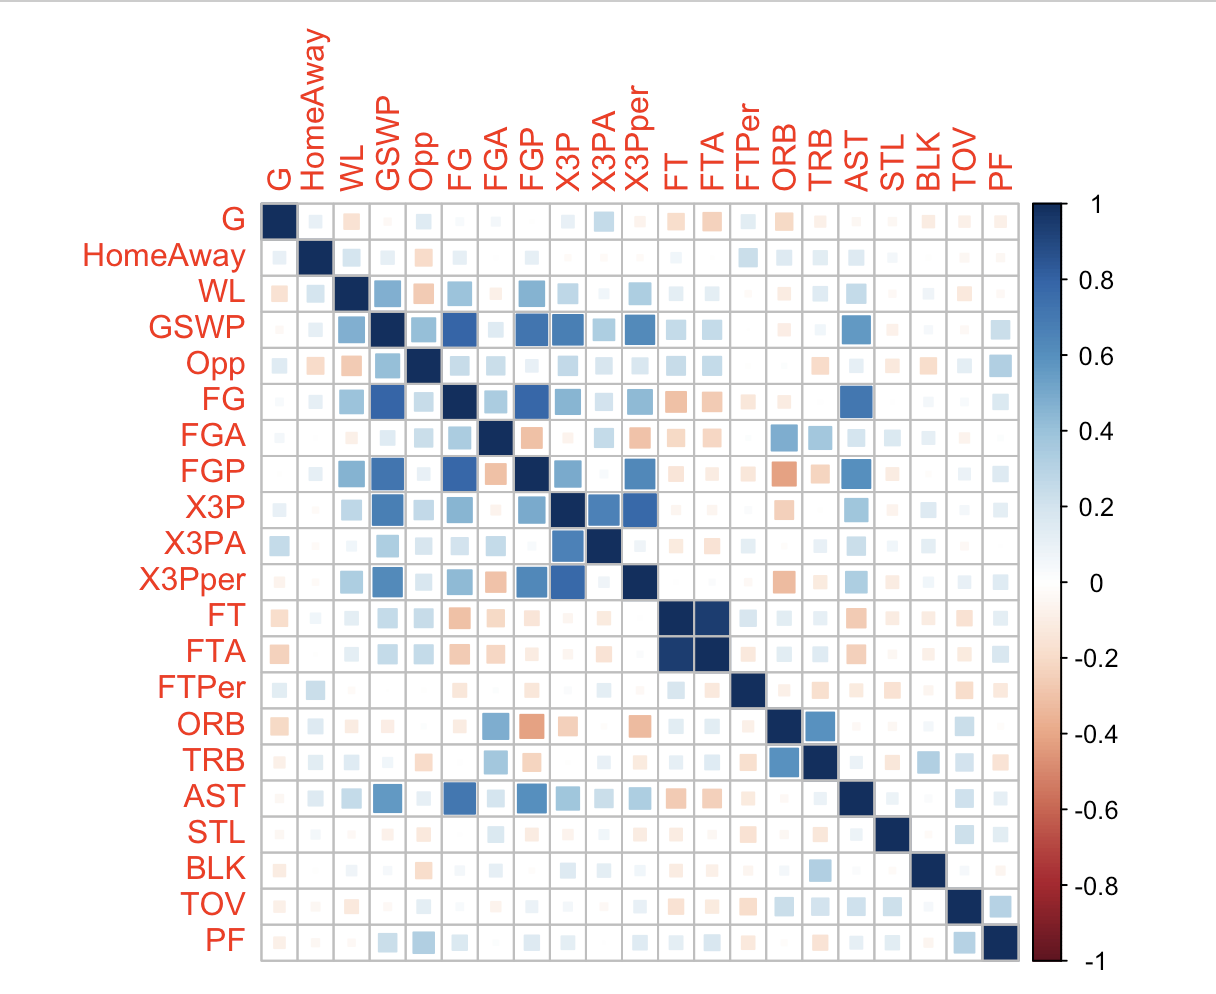 G HomeAway WL GSWP Opp FG FGA FGP X3P X3PA X3Pper FT FTA FTPer ORB TRB AST STL BLK TOV PF
G
HomeAway
WL
GSWP
Opp
FG
FGA
FGP
X3P
X3PA
X3Pper
FT
FTA
FTPer
ORB
TRB
AST
STL
BLK
TOV
PF
1
0.8
0.6
0.4
0.2
0
-0.2
-0.4
-0.6
-0.8
-1